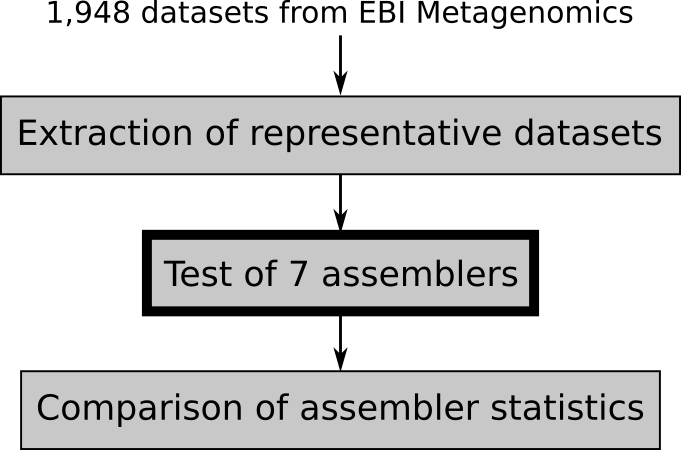 1,948 datasets from EBI Metagenomics
Extraction of representative datasets
Test of 7 assemblers
Comparison of assembler statistics